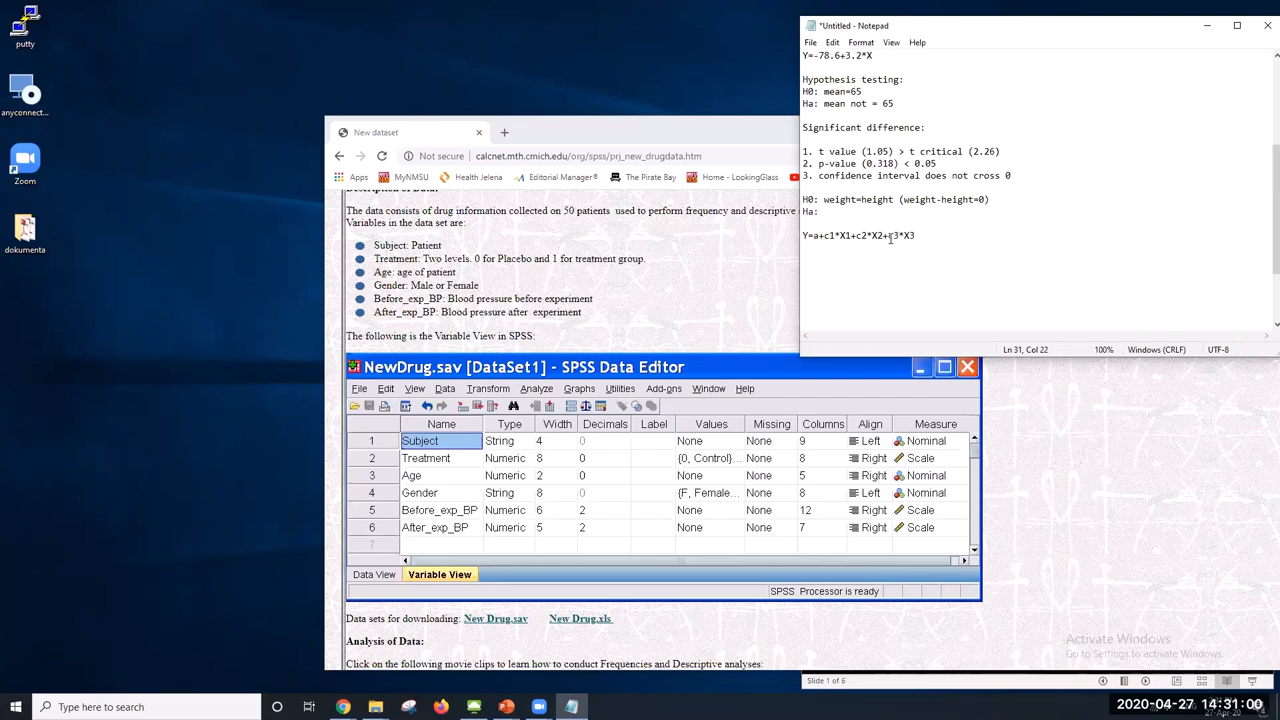 putty
anyconnect...
Zoom
dokumenta
*Untitled - Notepad
File Edit Format View Help
Y=-78.6+3.2*X
Hypothesis testing:
H0: mean=65
Ha: mean not = 65
Significant difference:
1. t value (1.05) > t critical (2.26)
2. p-value (0.318) < 0.05
3. confidence interval does not cross 0
H0: weight=height (weight-height=0)
Ha:
Y=a+c1*X1+c2*X2+c3*X3
Ln 31, Col 22 100% Windows (CRLF) UTF-8
New dataset
Not secure | calcnet.mth.cmich.edu/org/spss/prj_new_drugdata.htm
Apps MyNMSU Health Jelena Editorial Manager® The Pirate Bay Home - LookingGlass
Description of Data:
The data consists of drug information collected on 50 patients used to perform frequency and descriptive
Variables in the data set are:
Subject: Patient
Treatment: Two levels. 0 for Placebo and 1 for treatment group.
Age: age of patient
Gender: Male or Female
Before_exp_BP: Blood pressure before experiment
After_exp_BP: Blood pressure after experiment
The following is the Variable View in SPSS:
NewDrug.sav [DataSet1] - SPSS Data Editor
File Edit View Data Transform Analyze Graphs Utilities Add-ons Window Help
Name Type Width Decimals Label Values Missing Columns Align Measure
1 Subject String 4 0 None None 9 Left Nominal
2 Treatment Numeric 8 0 {0, Control}... None 8 Right Scale
3 Age Numeric 2 0 None None 5 Right Nominal
4 Gender String 8 0 {F, Female... None 8 Left Nominal
5 Before_exp_BP Numeric 6 2 None None 12 Right Scale
6 After_exp_BP Numeric 5 2 None None 7 Right Scale
7
Data View Variable View
SPSS Processor is ready
Data sets for downloading: New Drug.sav New Drug.xls
Analysis of Data:
Click on the following movie clips to learn how to conduct Frequencies and Descriptive analyses:
Activate Windows
Go to Settings to activate Windows.
Slide 1 of 6
Type here to search
2020-04-27 14:31:00
27-Apr-20